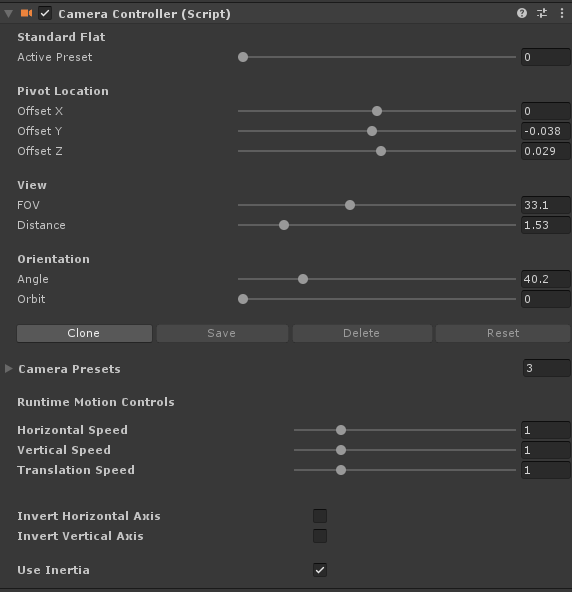 Camera Controller (Script)
Standard Flat
Active Preset 0
Pivot Location
Offset X 0
Offset Y -0.038
Offset Z 0.029
View
FOV 33.1
Distance 1.53
Orientation
Angle 40.2
Orbit 0
Clone Save Delete Reset
Camera Presets 3
Runtime Motion Controls
Horizontal Speed 1
Vertical Speed 1
Translation Speed 1
Invert Horizontal Axis
Invert Vertical Axis
Use Inertia